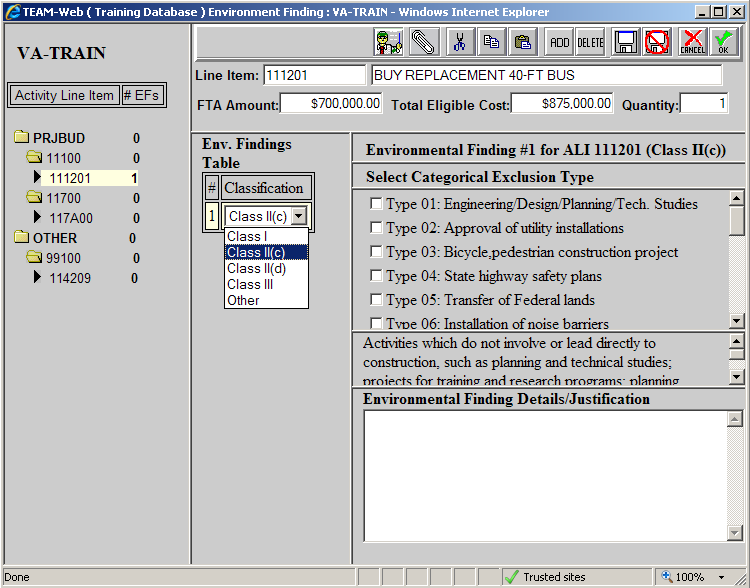 TEAM-Web ( Training Database ) Environment Finding : VA-TRAIN - Windows Internet Explorer
VA-TRAIN
ADD DELETE CANCEL OK
Line Item: 111201 BUY REPLACEMENT 40-FT BUS
Activity Line Item # EFs
FTA Amount: $700,000.00 Total Eligible Cost: $875,000.00 Quantity: 1
PRJBUD 0
11100 0
111201 1
11700 0
117A00 0
OTHER 0
99100 0
114209 0
Env. Findings
Table
# Classification
1 Class II(c)
Class I
Class II(c)
Class II(d)
Class III
Other
Environmental Finding #1 for ALI 111201 (Class II(c))
Select Categorical Exclusion Type
Type 01: Engineering/Design/Planning/Tech. Studies
Type 02: Approval of utility installations
Type 03: Bicycle,pedestrian construction project
Type 04: State highway safety plans
Type 05: Transfer of Federal lands
Type 06: Installation of noise barriers
Activities which do not involve or lead directly to
construction, such as planning and technical studies;
projects for training and research programs; planning
Environmental Finding Details/Justification
Done Trusted sites 100%